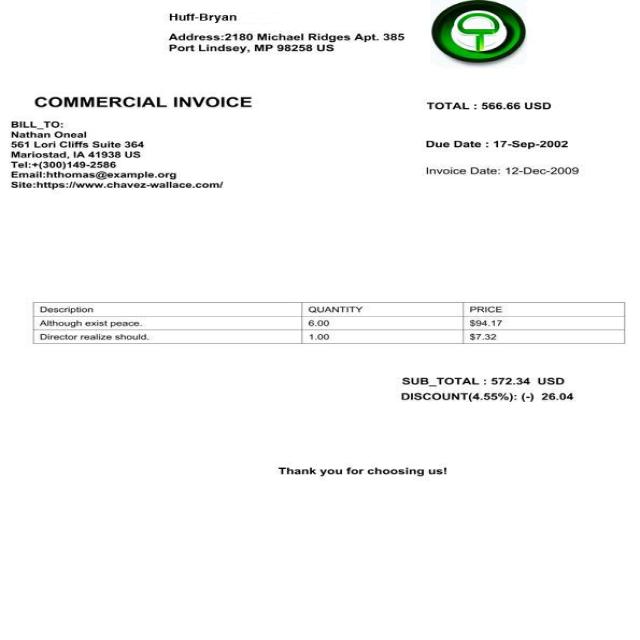 Huff-Bryan
Address:2180 Michael Ridges Apt. 385
Port Lindsey, MP 98258 US
COMMERCIAL INVOICE
TOTAL : 566.66 USD
BILL_TO:
Nathan Oneal
561 Lori Cliffs Suite 364
Mariostad, IA 41938 US
Tel:+(300)149-2586
Email:hthomas@example.org
Site:https://www.chavez-wallace.com/
Due Date : 17-Sep-2002
Invoice Date: 12-Dec-2009
Description QUANTITY PRICE
Although exist peace. 6.00 $94.17
Director realize should. 1.00 $7.32
SUB_TOTAL : 572.34 USD
DISCOUNT(4.55%): (-) 26.04
Thank you for choosing us!